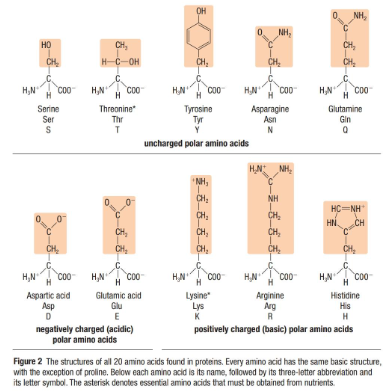 OH
CH₃
HO
CH₂
H—C—OH
CH₂
O NH₂
C
CH₂
O NH₂
C
CH₂
CH₂
H₃N⁺ C COO⁻
H
H₃N⁺ C COO⁻
H
H₃N⁺ C COO⁻
H
H₃N⁺ C COO⁻
H
H₃N⁺ C COO⁻
H
Serine Threonine* Tyrosine Asparagine Glutamine
Ser Thr Tyr Asn Gln
S T Y N Q
uncharged polar amino acids
O O⁻
C
CH₂
O O⁻
C
CH₂
CH₂
⁺NH₃
CH₂
CH₂
CH₂
CH₂
H₂N⁺ NH₂
C
NH
CH₂
CH₂
CH₂
HC NH⁺
HN CH
C
CH₂
H₃N⁺ C COO⁻
H
H₃N⁺ C COO⁻
H
H₃N⁺ C COO⁻
H
H₃N⁺ C COO⁻
H
H₃N⁺ C COO⁻
H
Aspartic acid Glutamic acid Lysine* Arginine Histidine
Asp Glu Lys Arg His
D E K R H
negatively charged (acidic) positively charged (basic) polar amino acids
polar amino acids
Figure 2 The structures of all 20 amino acids found in proteins. Every amino acid has the same basic structure,
with the exception of proline. Below each amino acid is its name, followed by its three-letter abbreviation and
its letter symbol. The asterisk denotes essential amino acids that must be obtained from nutrients.